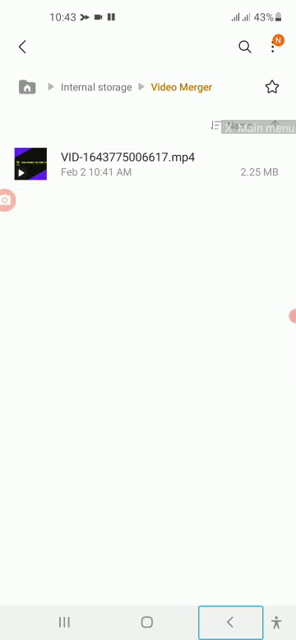 10:43
43%
N
Internal storage
Video Merger
X Main menu
VID-1643775006617.mp4
Feb 2 10:41 AM
2.25 MB